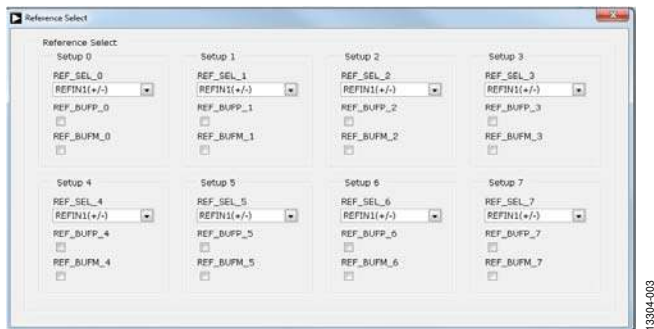 Reference Select
Reference Select
Setup 0
REF_SEL_0
REFIN1(+/-)
REF_BUFP_0
REF_BUFM_0
Setup 1
REF_SEL_1
REFIN1(+/-)
REF_BUFP_1
REF_BUFM_1
Setup 2
REF_SEL_2
REFIN1(+/-)
REF_BUFP_2
REF_BUFM_2
Setup 3
REF_SEL_3
REFIN1(+/-)
REF_BUFP_3
REF_BUFM_3
Setup 4
REF_SEL_4
REFIN1(+/-)
REF_BUFP_4
REF_BUFM_4
Setup 5
REF_SEL_5
REFIN1(+/-)
REF_BUFP_5
REF_BUFM_5
Setup 6
REF_SEL_6
REFIN1(+/-)
REF_BUFP_6
REF_BUFM_6
Setup 7
REF_SEL_7
REFIN1(+/-)
REF_BUFP_7
REF_BUFM_7
13304-003